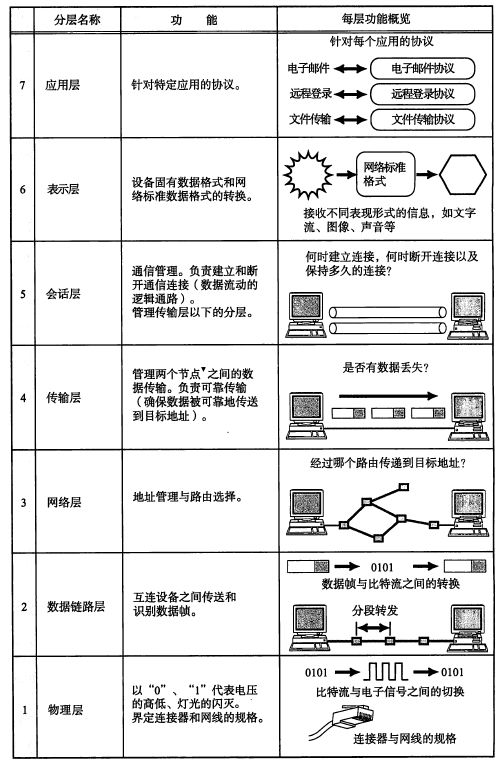 分层名称 功 能 每层功能概览
7 应用层
针对特定应用的协议。
针对每个应用的协议
电子邮件 电子邮件协议
远程登录 远程登录协议
文件传输 文件传输协议
6 表示层
设备固有数据格式和网
络标准数据格式的转换。
网络标准
格式
接收不同表现形式的信息，如文字
流、图像、声音等
5 会话层
通信管理。负责建立和断
开通信连接（数据流动的
逻辑通路）。
管理传输层以下的分层。
何时建立连接，何时断开连接以及
保持多久的连接？
4 传输层
管理两个节点▼之间的数
据传输。负责可靠传输
（确保数据被可靠地传送
到目标地址）。
是否有数据丢失？
3 网络层
地址管理与路由选择。
经过哪个路由传递到目标地址？
2 数据链路层
互连设备之间传送和
识别数据帧。
0101
数据帧与比特流之间的转换
分段转发
1 物理层
以“0”、“1”代表电压
的高低、灯光的闪灭。
界定连接器和网线的规格。
0101 0101
比特流与电子信号之间的切换
连接器与网线的规格